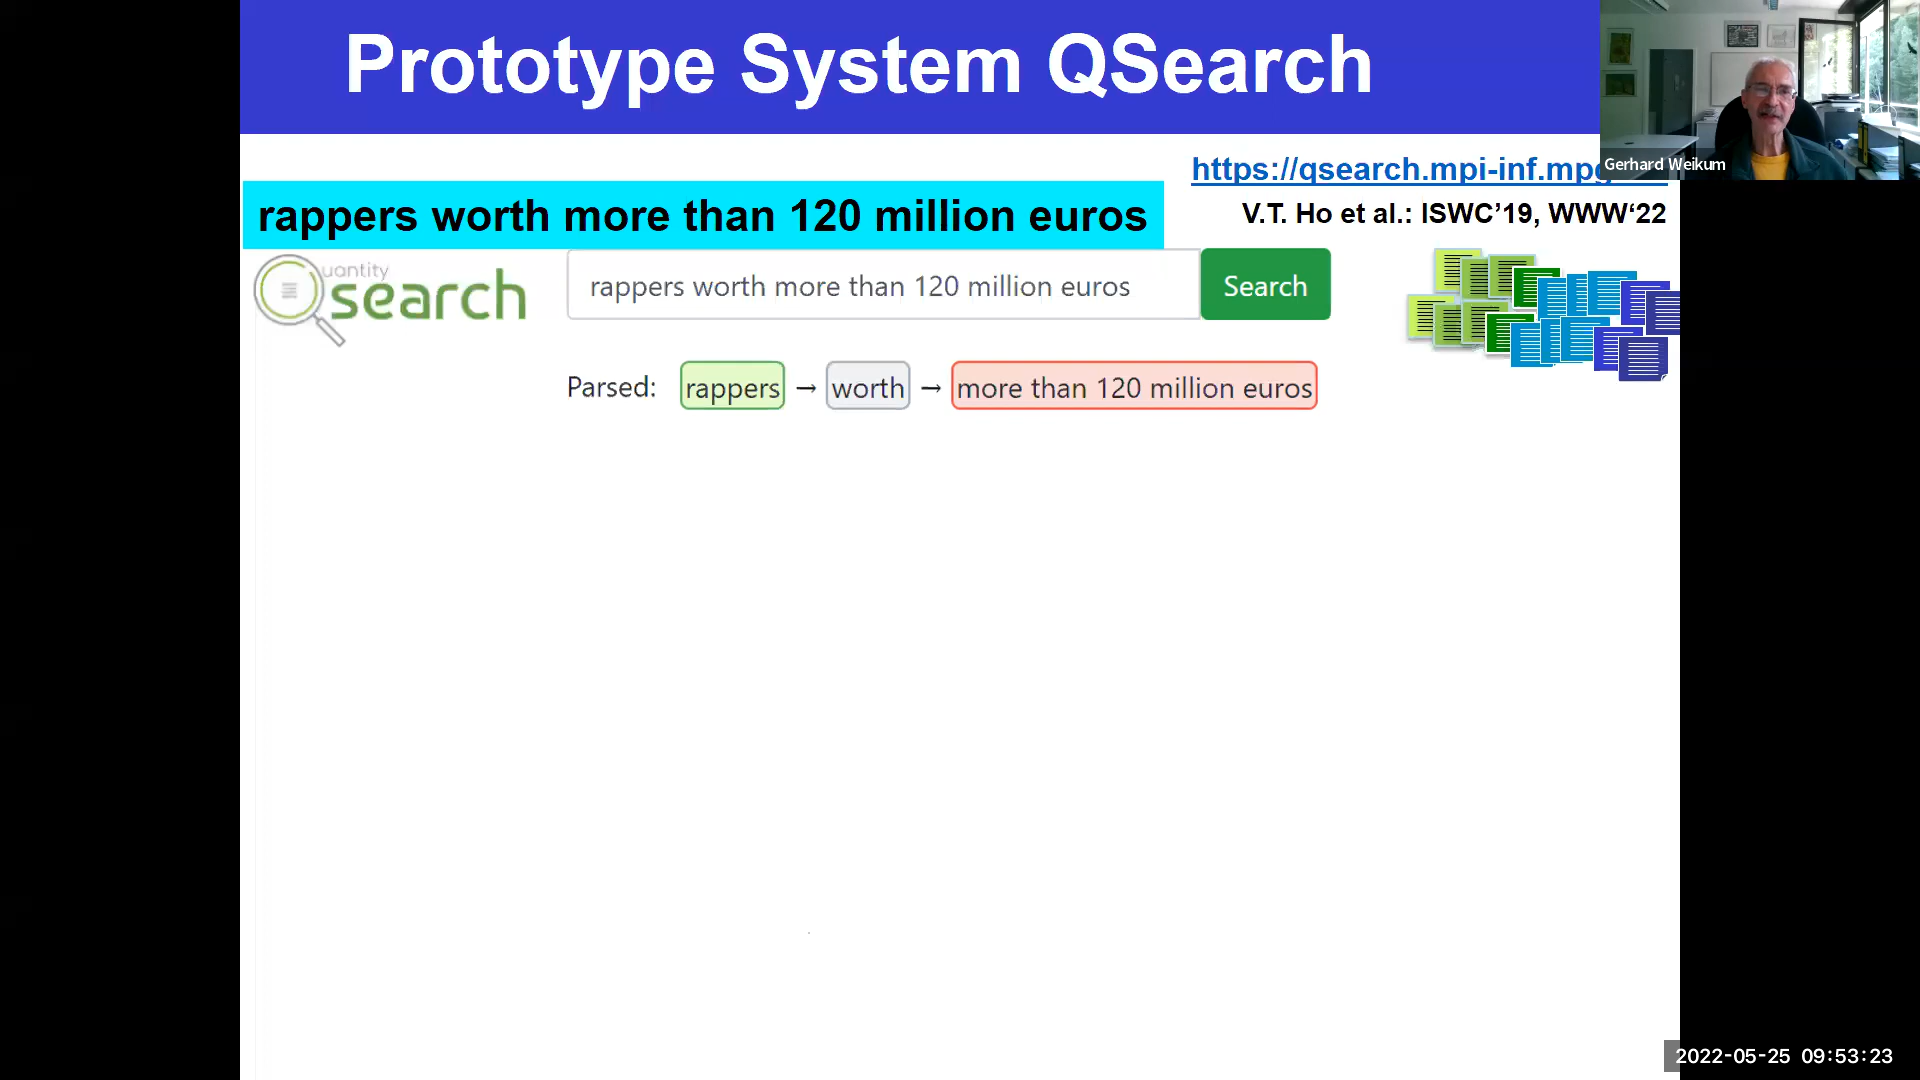 Prototype System QSearch
Gerhard Weikum
https://qsearch.mpi-inf.mpg
V.T. Ho et al.: ISWC’19, WWW‘22
rappers worth more than 120 million euros
uantity
search
rappers worth more than 120 million euros
Search
Parsed: rappers → worth → more than 120 million euros
2022-05-25 09:53:23